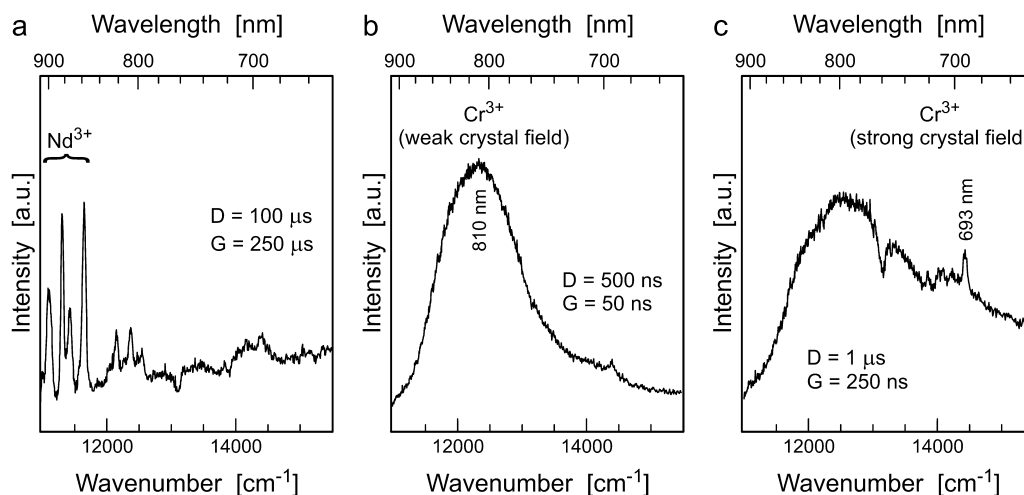 a
Wavelength [nm]
900 800 700
Nd3+
D = 100 μs
G = 250 μs
Intensity [a.u.]
12000 14000
Wavenumber [cm-1]
b
Wavelength [nm]
900 800 700
Cr3+
(weak crystal field)
810 nm
D = 500 ns
G = 50 ns
Intensity [a.u.]
12000 14000
Wavenumber [cm-1]
c
Wavelength [nm]
900 800 700
Cr3+
(strong crystal field
693 nm
D = 1 μs
G = 250 ns
Intensity [a.u.]
12000 14000
Wavenumber [cm-1]